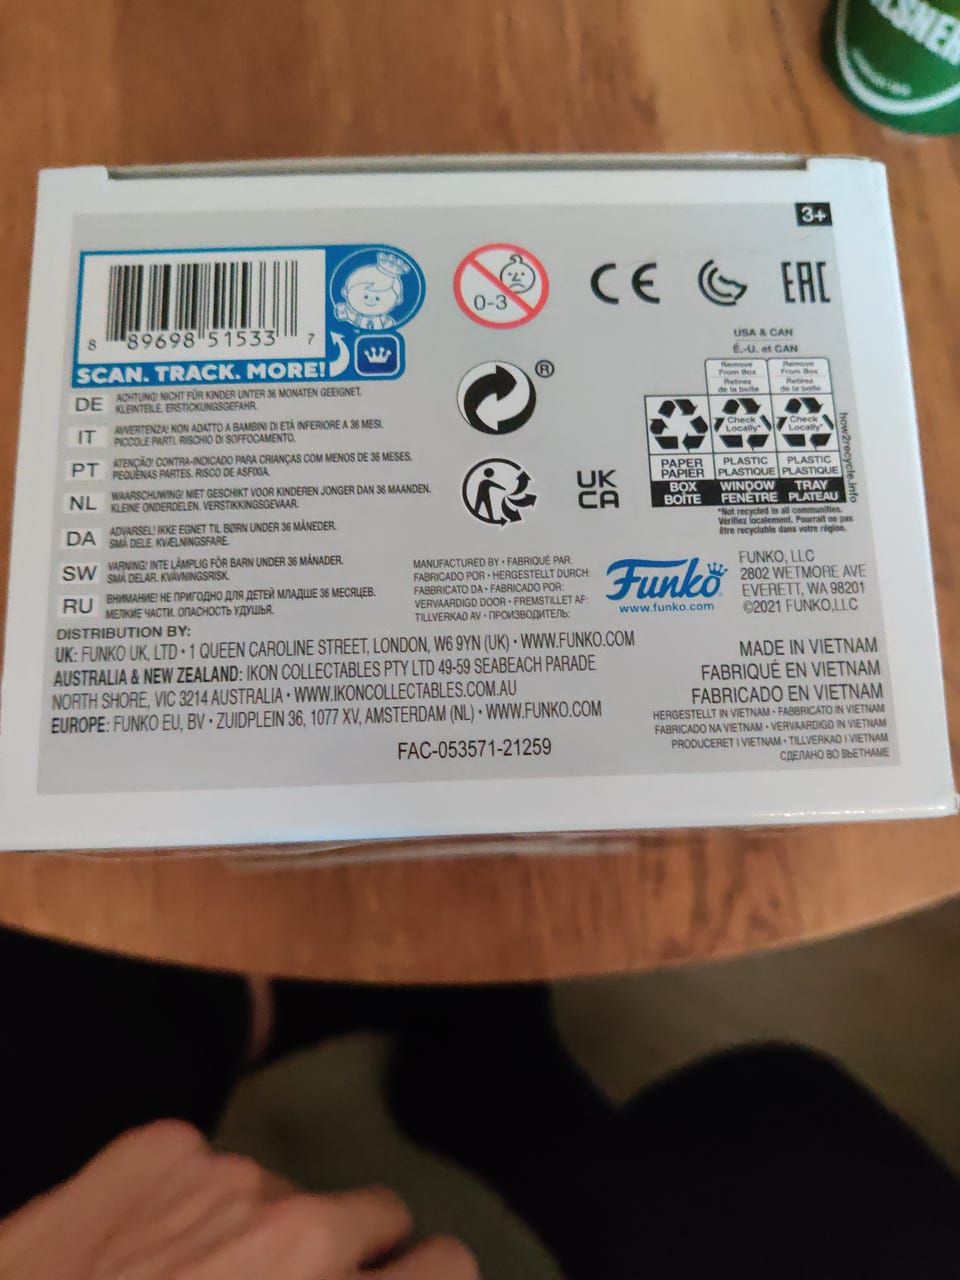 LSNER
3+
8 89698 51533 7
SCAN. TRACK. MORE!
0-3
CE
EAC
®
UK
CA
USA & CAN
É.-U. et CAN
Remove From Box
Retirez de la boîte
Remove From Box
Retirez de la boîte
Check Locally*
Check Locally*
PAPER PAPIER
PLASTIC PLASTIQUE
PLASTIC PLASTIQUE
BOX BOÎTE
WINDOW FENÊTRE
TRAY PLATEAU
how2recycle.info
*Not recycled in all communities.
Vérifiez localement. Pourrait ne pas
être recyclable dans votre région.
DE ACHTUNG! NICHT FÜR KINDER UNTER 36 MONATEN GEEIGNET.
KLEINTEILE. ERSTICKUNGSGEFAHR.
IT AVVERTENZA! NON ADATTO A BAMBINI DI ETÀ INFERIORE A 36 MESI.
PICCOLE PARTI. RISCHIO DI SOFFOCAMENTO.
PT ATENÇÃO! CONTRA-INDICADO PARA CRIANÇAS COM MENOS DE 36 MESES.
PEQUENAS PARTES. RISCO DE ASFIXIA.
NL WAARSCHUWING! NIET GESCHIKT VOOR KINDEREN JONGER DAN 36 MAANDEN.
KLEINE ONDERDELEN. VERSTIKKINGSGEVAAR.
DA ADVARSEL! IKKE EGNET TIL BØRN UNDER 36 MÅNEDER.
SMÅ DELE. KVÆLNINGSFARE.
SW VARNING! INTE LÄMPLIG FÖR BARN UNDER 36 MÅNADER.
SMÅ DELAR. KVÄVNINGSRISK.
RU ВНИМАНИЕ! НЕ ПРИГОДНО ДЛЯ ДЕТЕЙ МЛАДШЕ 36 МЕСЯЦЕВ.
МЕЛКИЕ ЧАСТИ. ОПАСНОСТЬ УДУШЬЯ.
MANUFACTURED BY • FABRIQUÉ PAR:
FABRICADO POR • HERGESTELLT DURCH:
FABBRICATO DA • FABRICADO POR:
VERVAARDIGD DOOR • FREMSTILLET AF:
TILLVERKAD AV • ПРОИЗВОДИТЕЛЬ:
Funko
www.funko.com
FUNKO, LLC
2802 WETMORE AVE
EVERETT, WA 98201
©2021 FUNKO,LLC
DISTRIBUTION BY:
UK: FUNKO UK, LTD • 1 QUEEN CAROLINE STREET, LONDON, W6 9YN (UK) • WWW.FUNKO.COM
AUSTRALIA & NEW ZEALAND: IKON COLLECTABLES PTY LTD 49-59 SEABEACH PARADE
NORTH SHORE, VIC 3214 AUSTRALIA • WWW.IKONCOLLECTABLES.COM.AU
EUROPE: FUNKO EU, BV • ZUIDPLEIN 36, 1077 XV, AMSTERDAM (NL) • WWW.FUNKO.COM
FAC-053571-21259
MADE IN VIETNAM
FABRIQUÉ EN VIETNAM
FABRICADO EN VIETNAM
HERGESTELLT IN VIETNAM • FABBRICATO IN VIETNAM
FABRICADO NA VIETNAM • VERVAARDIGD IN VIETNAM
PRODUCERET I VIETNAM • TILLVERKAD I VIETNAM
СДЕЛАНО ВО ВЬЕТНАМЕ